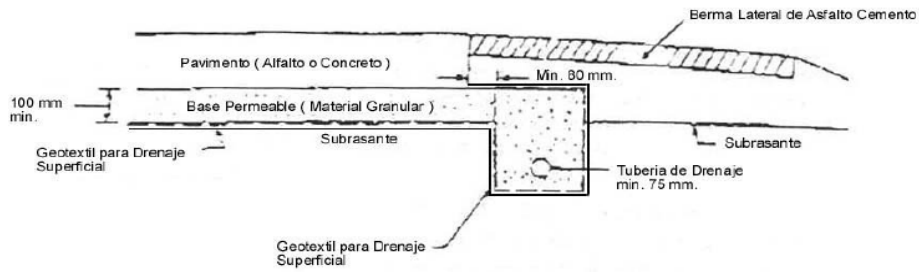 Berma Lateral de Asfalto Cemento
Pavimento ( Alfalto o Concreto )
Min. 60 mm.
100 mm
min.
Base Permeable ( Material Granular )
Subrasante
Subrasante
Geotextil para Drenaje
Superficial
Tuberia de Drenaje
min. 75 mm.
Geotextil para Drenaje
Superficial